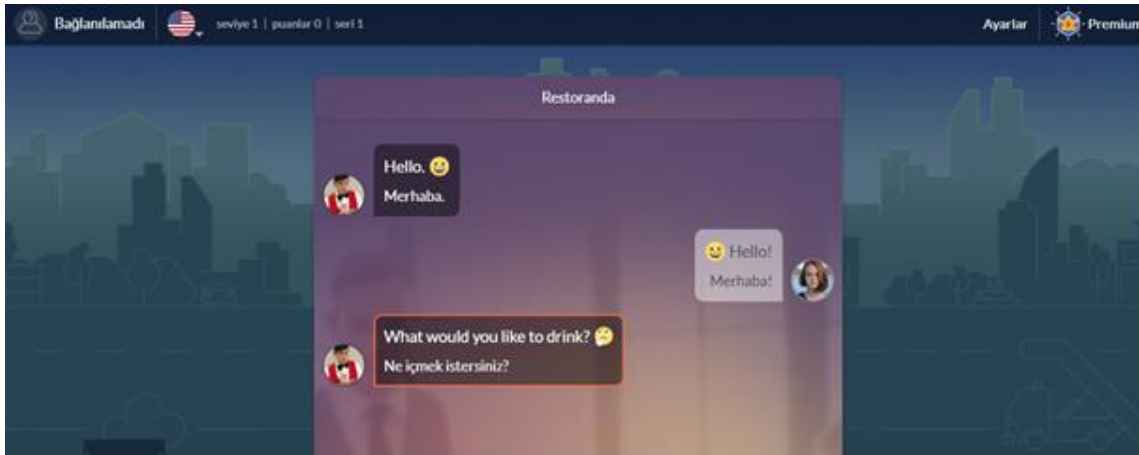 Bağlanılamadı seviye 1 | puanlar 0 | seri 1 Ayarlar Premium
Restoranda
Hello.
Merhaba.
Hello!
Merhaba!
What would you like to drink?
Ne içmek istersiniz?